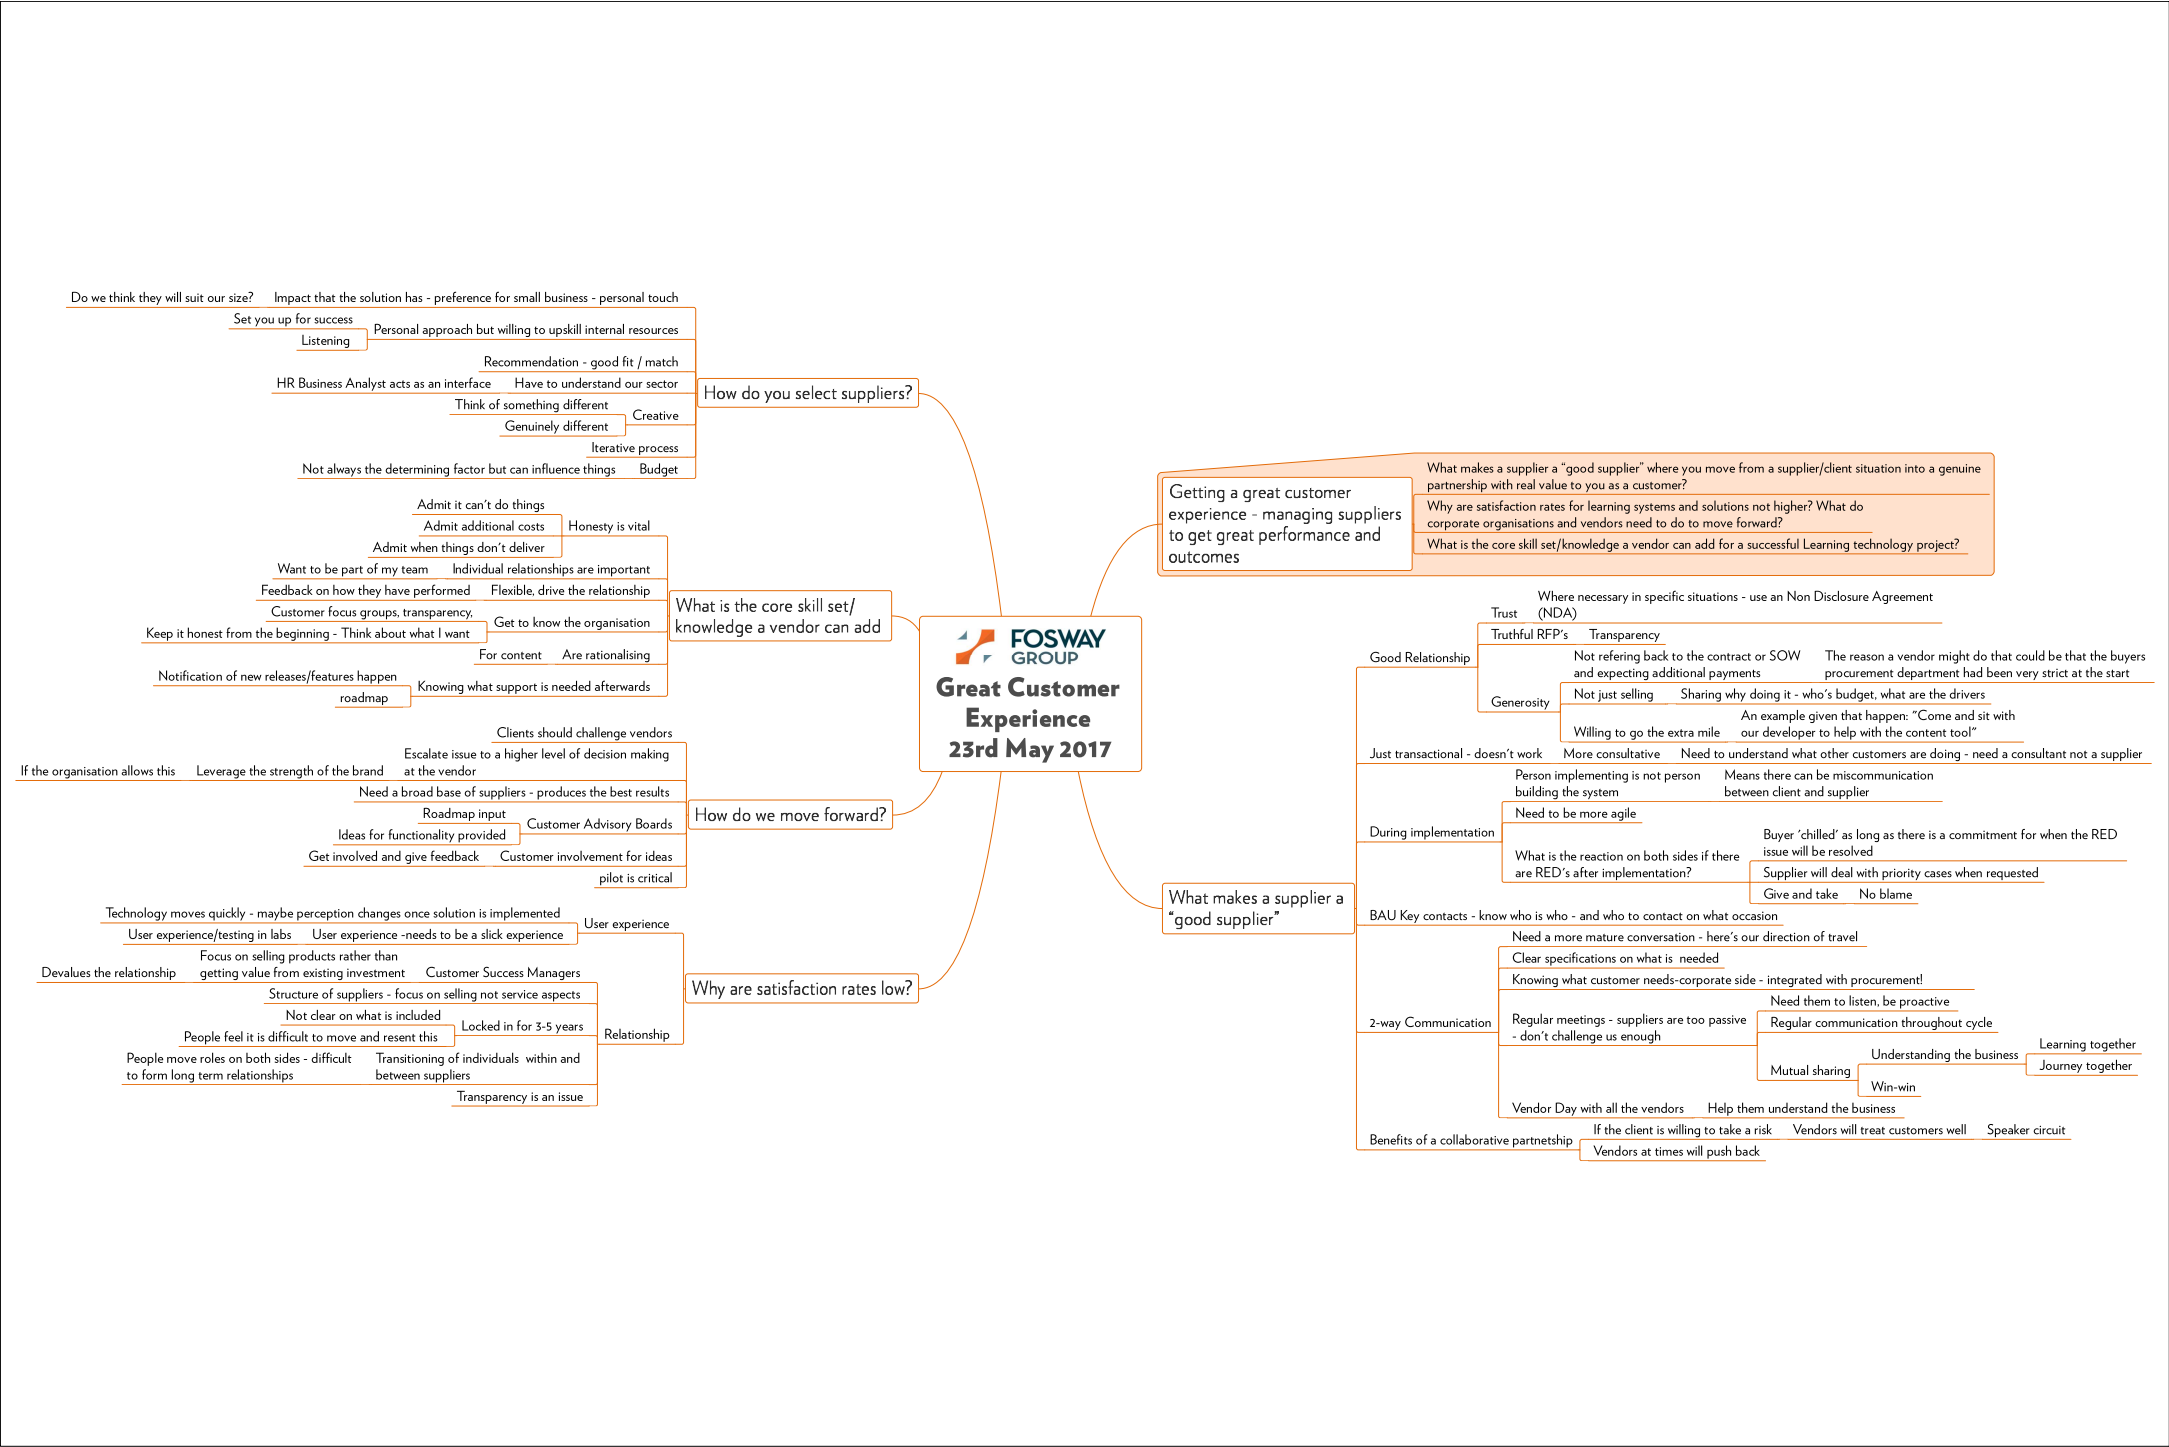 FOSWAY
GROUP
Great Customer
Experience
23rd May 2017
Getting a great customer
experience - managing suppliers
to get great performance and
outcomes
What makes a supplier a “good supplier” where you move from a supplier/client situation into a genuine
partnership with real value to you as a customer?
Why are satisfaction rates for learning systems and solutions not higher? What do
corporate organisations and vendors need to do to move forward?
What is the core skill set/knowledge a vendor can add for a successful Learning technology project?
What makes a supplier a
“good supplier”
Good Relationship
Trust
Where necessary in specific situations - use an Non Disclosure Agreement
(NDA)
Truthful RFP's
Transparency
Generosity
Not refering back to the contract or SOW
and expecting additional payments
The reason a vendor might do that could be that the buyers
procurement department had been very strict at the start
Not just selling
Sharing why doing it - who's budget, what are the drivers
Willing to go the extra mile
An example given that happen: "Come and sit with
our developer to help with the content tool"
Just transactional - doesn't work
More consultative
Need to understand what other customers are doing - need a consultant not a supplier
During implementation
Person implementing is not person
building the system
Means there can be miscommunication
between client and supplier
Need to be more agile
What is the reaction on both sides if there
are RED's after implementation?
Buyer 'chilled' as long as there is a commitment for when the RED
issue will be resolved
Supplier will deal with priority cases when requested
Give and take
No blame
BAU Key contacts - know who is who - and who to contact on what occasion
2-way Communication
Need a more mature conversation - here's our direction of travel
Clear specifications on what is  needed
Knowing what customer needs-corporate side - integrated with procurement!
Regular meetings - suppliers are too passive
- don't challenge us enough
Need them to listen, be proactive
Regular communication throughout cycle
Mutual sharing
Understanding the business
Learning together
Journey together
Win-win
Vendor Day with all the vendors
Help them understand the business
Benefits of a collaborative partnetship
If the client is willing to take a risk
Vendors will treat customers well
Speaker circuit
Vendors at times will push back
How do you select suppliers?
Impact that the solution has - preference for small business - personal touch
Do we think they will suit our size?
Personal approach but willing to upskill internal resources
Set you up for success
Listening
Recommendation - good fit / match
Have to understand our sector
HR Business Analyst acts as an interface
Creative
Think of something different
Genuinely different
Iterative process
Budget
Not always the determining factor but can influence things
What is the core skill set/
knowledge a vendor can add
Honesty is vital
Admit it can't do things
Admit additional costs
Admit when things don't deliver
Individual relationships are important
Want to be part of my team
Flexible, drive the relationship
Feedback on how they have performed
Get to know the organisation
Customer focus groups, transparency,
Keep it honest from the beginning - Think about what I want
Are rationalising
For content
Knowing what support is needed afterwards
Notification of new releases/features happen
roadmap
How do we move forward?
Clients should challenge vendors
Escalate issue to a higher level of decision making
at the vendor
Leverage the strength of the brand
If the organisation allows this
Need a broad base of suppliers - produces the best results
Customer Advisory Boards
Roadmap input
Ideas for functionality provided
Customer involvement for ideas
Get involved and give feedback
pilot is critical
Why are satisfaction rates low?
User experience
Technology moves quickly - maybe perception changes once solution is implemented
User experience -needs to be a slick experience
User experience/testing in labs
Relationship
Customer Success Managers
Focus on selling products rather than
getting value from existing investment
Devalues the relationship
Structure of suppliers - focus on selling not service aspects
Locked in for 3-5 years
Not clear on what is included
People feel it is difficult to move and resent this
Transitioning of individuals  within and
between suppliers
People move roles on both sides - difficult
to form long term relationships
Transparency is an issue